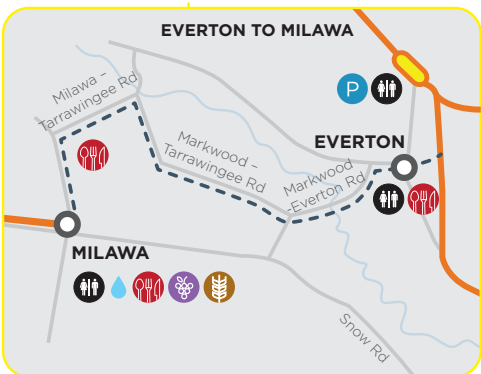 EVERTON TO MILAWA
Milawa –
Tarrawingee Rd
P
Markwood –
Tarrawingee Rd
EVERTON
Markwood
-Everton Rd
MILAWA
Snow Rd